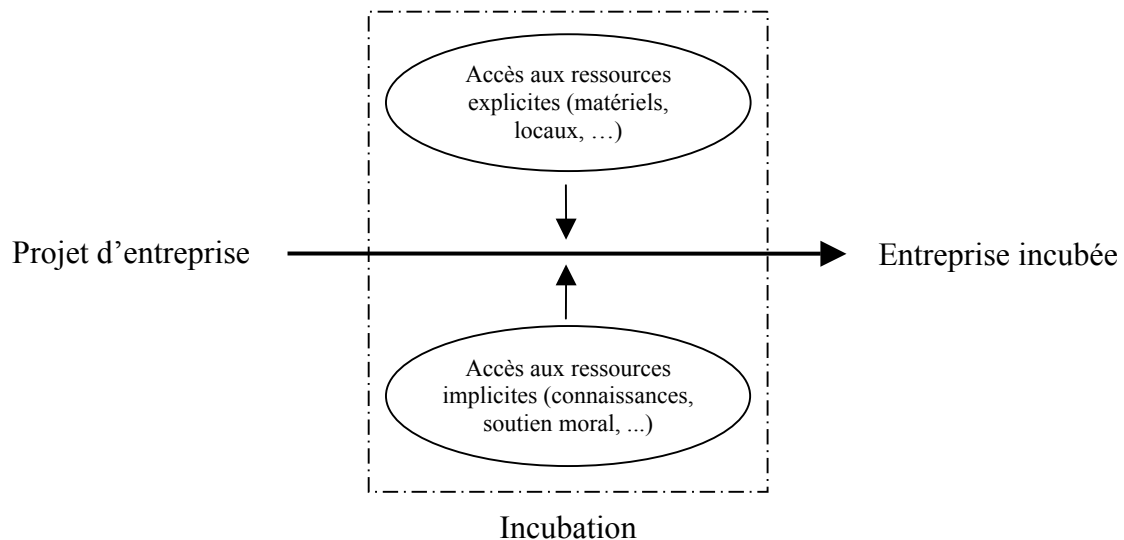 Accès aux ressources
explicites (matériels,
locaux, …)
Projet d’entreprise
Entreprise incubée
Accès aux ressources
implicites (connaissances,
soutien moral, ...)
Incubation